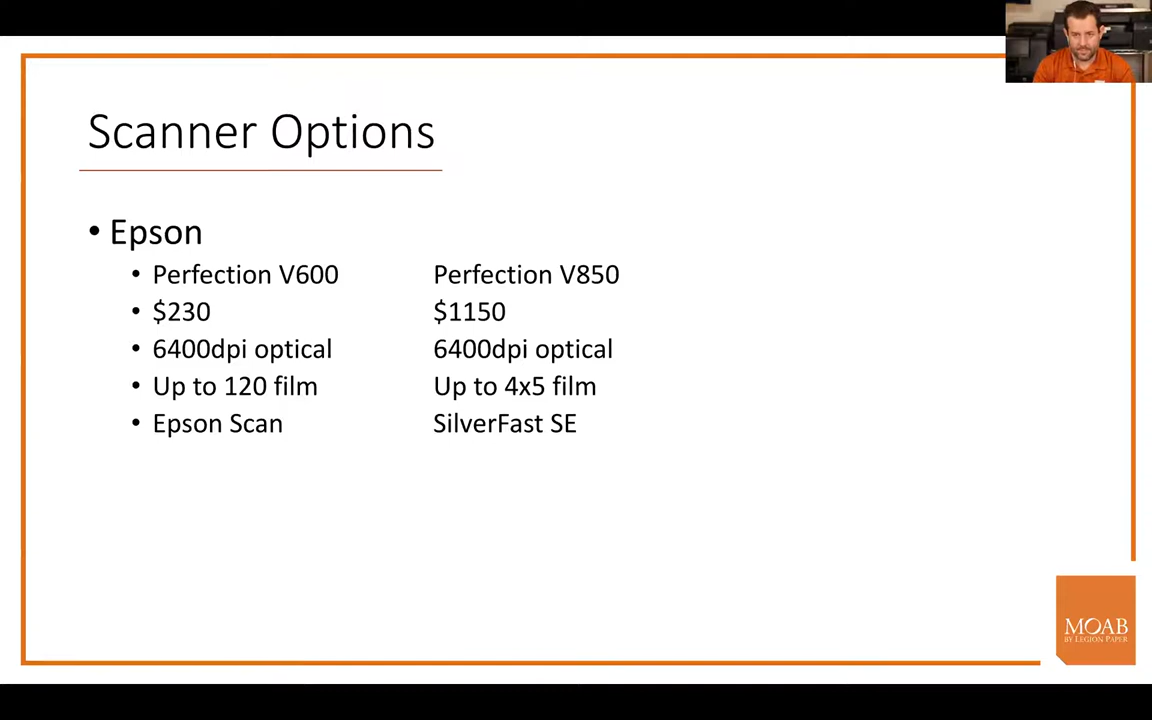 Scanner Options
• Epson
• Perfection V600 Perfection V850
• $230 $1150
• 6400dpi optical 6400dpi optical
• Up to 120 film Up to 4x5 film
• Epson Scan SilverFast SE
MOAB
BY LEGION PAPER